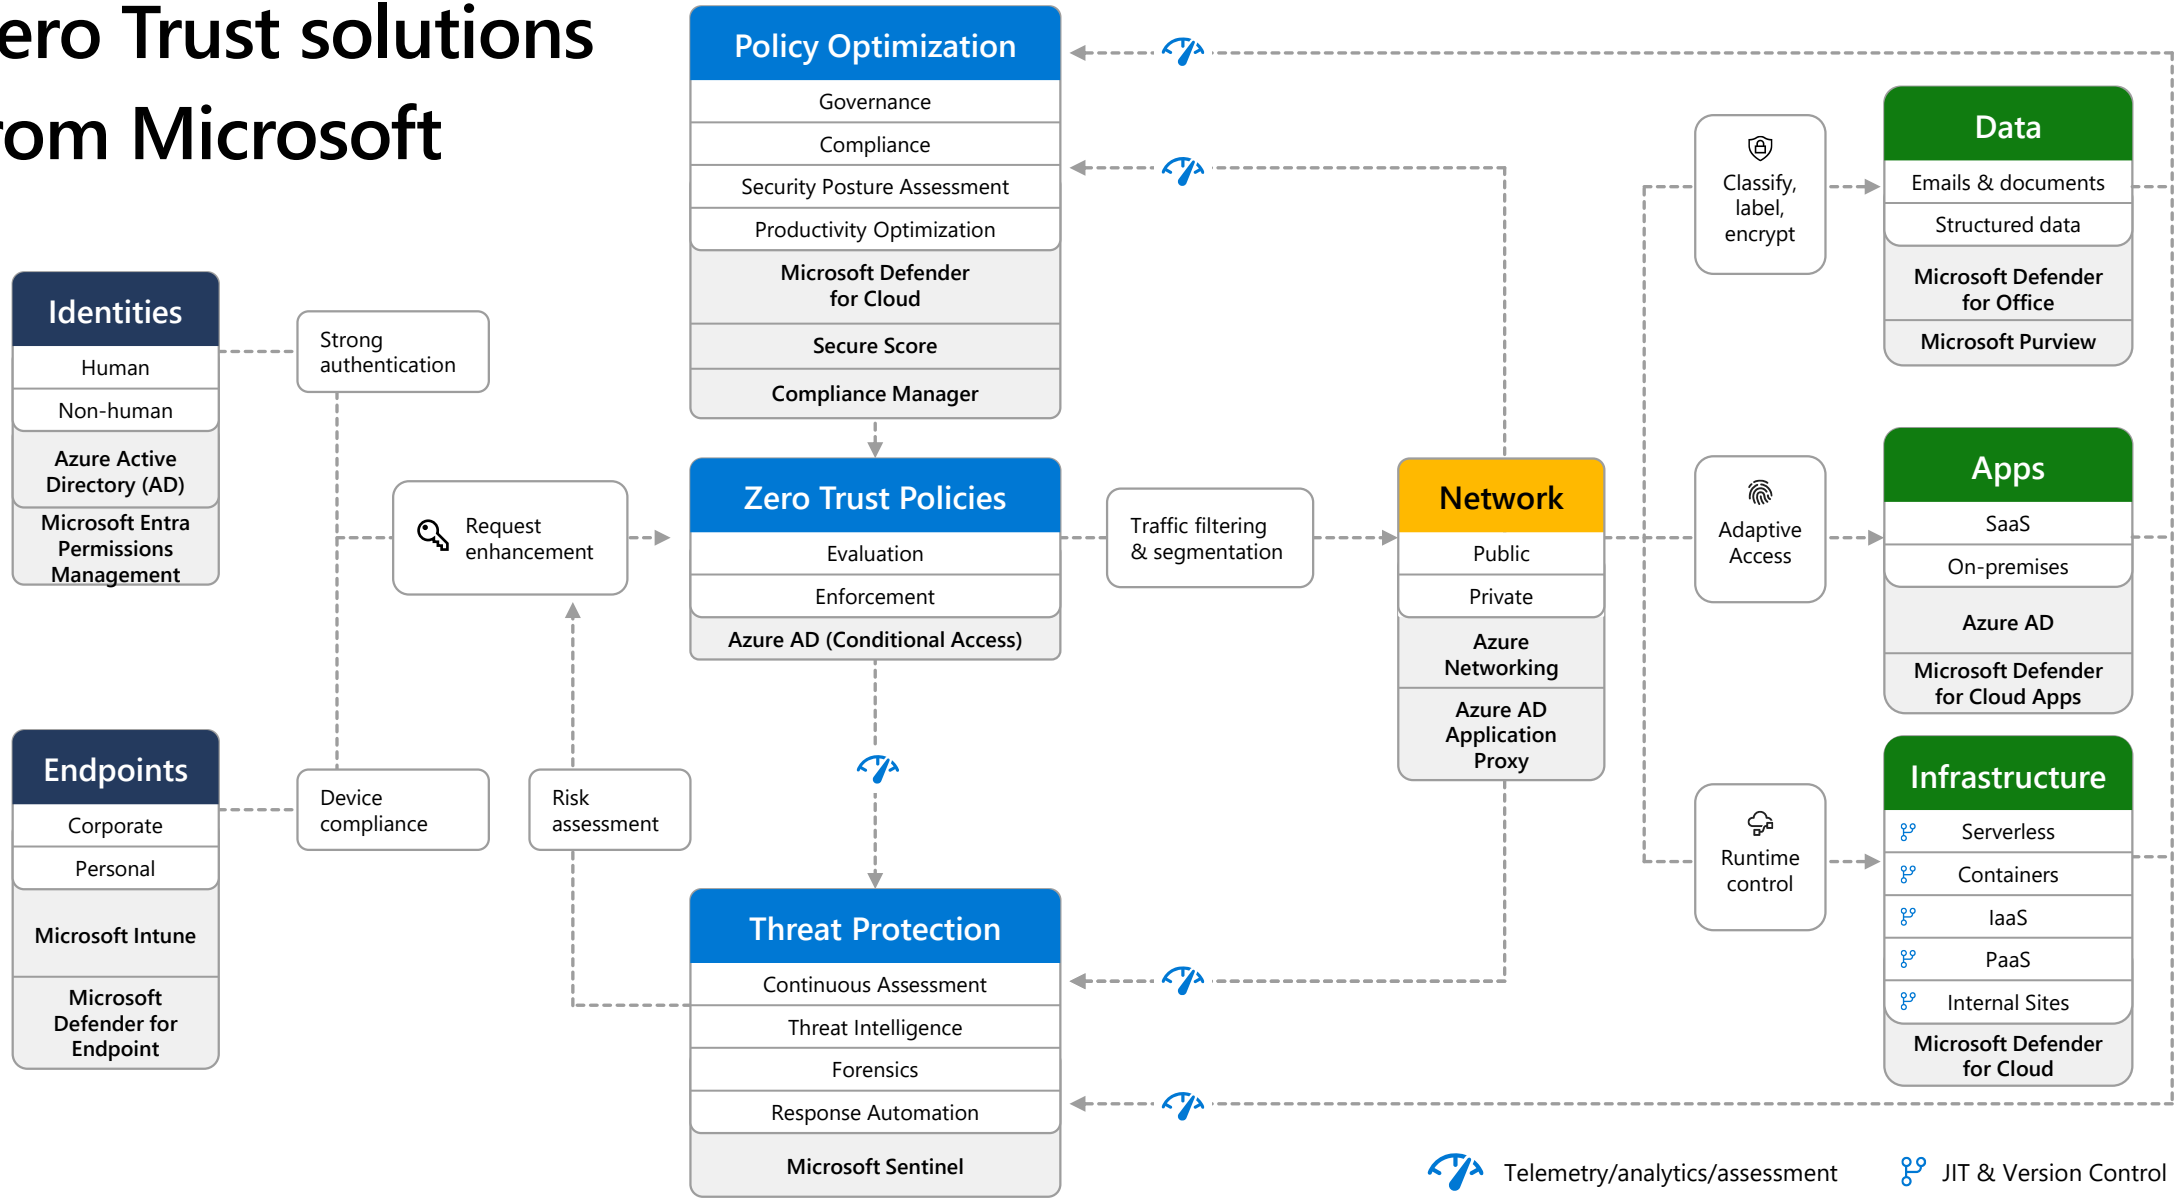 ero Trust solutions
rom Microsoft
Policy Optimization
Governance
Compliance
Security Posture Assessment
Productivity Optimization
Microsoft Defender
for Cloud
Secure Score
Compliance Manager
Identities
Human
Non-human
Azure Active
Directory (AD)
Microsoft Entra
Permissions
Management
Strong
authentication
Request
enhancement
Zero Trust Policies
Evaluation
Enforcement
Azure AD (Conditional Access)
Traffic filtering
& segmentation
Network
Public
Private
Azure
Networking
Azure AD
Application
Proxy
Classify,
label,
encrypt
Data
Emails & documents
Structured data
Microsoft Defender
for Office
Microsoft Purview
Adaptive
Access
Apps
SaaS
On-premises
Azure AD
Microsoft Defender
for Cloud Apps
Endpoints
Corporate
Personal
Microsoft Intune
Microsoft
Defender for
Endpoint
Device
compliance
Risk
assessment
Threat Protection
Continuous Assessment
Threat Intelligence
Forensics
Response Automation
Microsoft Sentinel
Runtime
control
Infrastructure
Serverless
Containers
IaaS
PaaS
Internal Sites
Microsoft Defender
for Cloud
Telemetry/analytics/assessment
JIT & Version Control